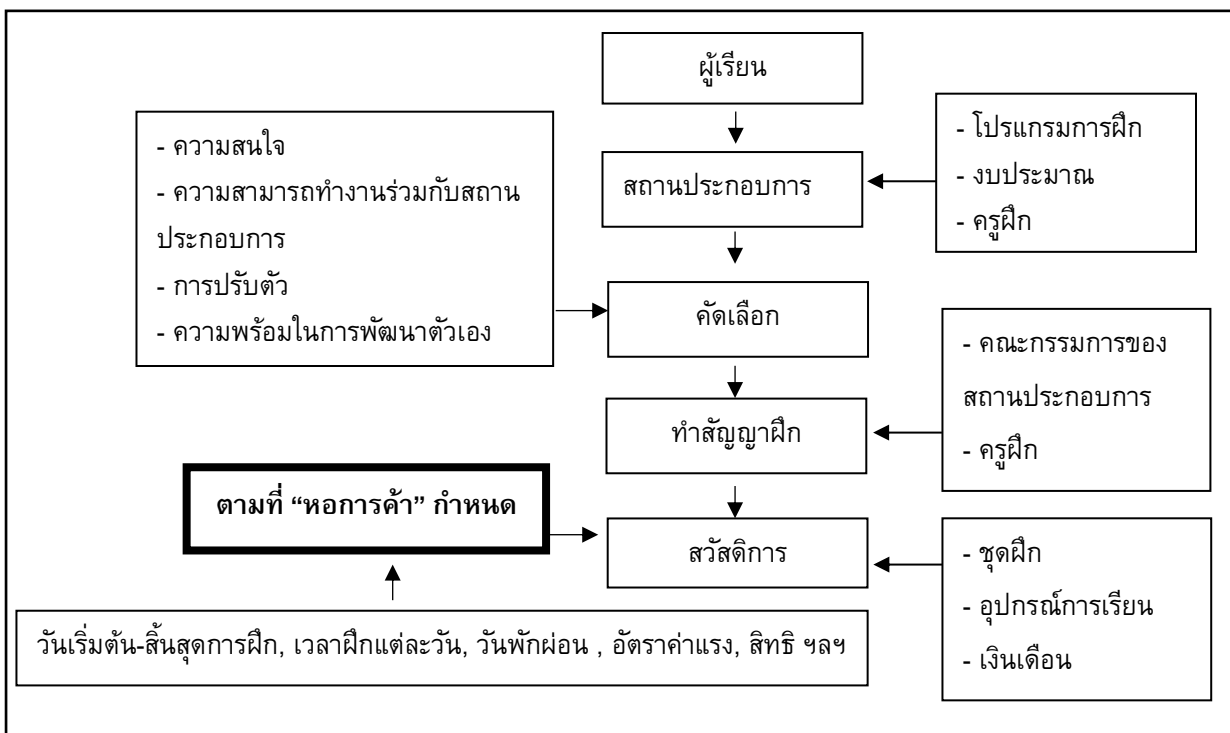 ผู้เรียน
- ความสนใจ
- ความสามารถทำงานร่วมกับสถาน
ประกอบการ
- การปรับตัว
- ความพร้อมในการพัฒนาตัวเอง
สถานประกอบการ
- โปรแกรมการฝึก
- งบประมาณ
- ครูฝึก
คัดเลือก
- คณะกรรมการของ
สถานประกอบการ
- ครูฝึก
ทำสัญญาฝึก
ตามที่ “หอการค้า” กำหนด
สวัสดิการ
- ชุดฝึก
- อุปกรณ์การเรียน
- เงินเดือน
วันเริ่มต้น-สิ้นสุดการฝึก, เวลาฝึกแต่ละวัน, วันพักผ่อน , อัตราค่าแรง, สิทธิ ฯลฯ